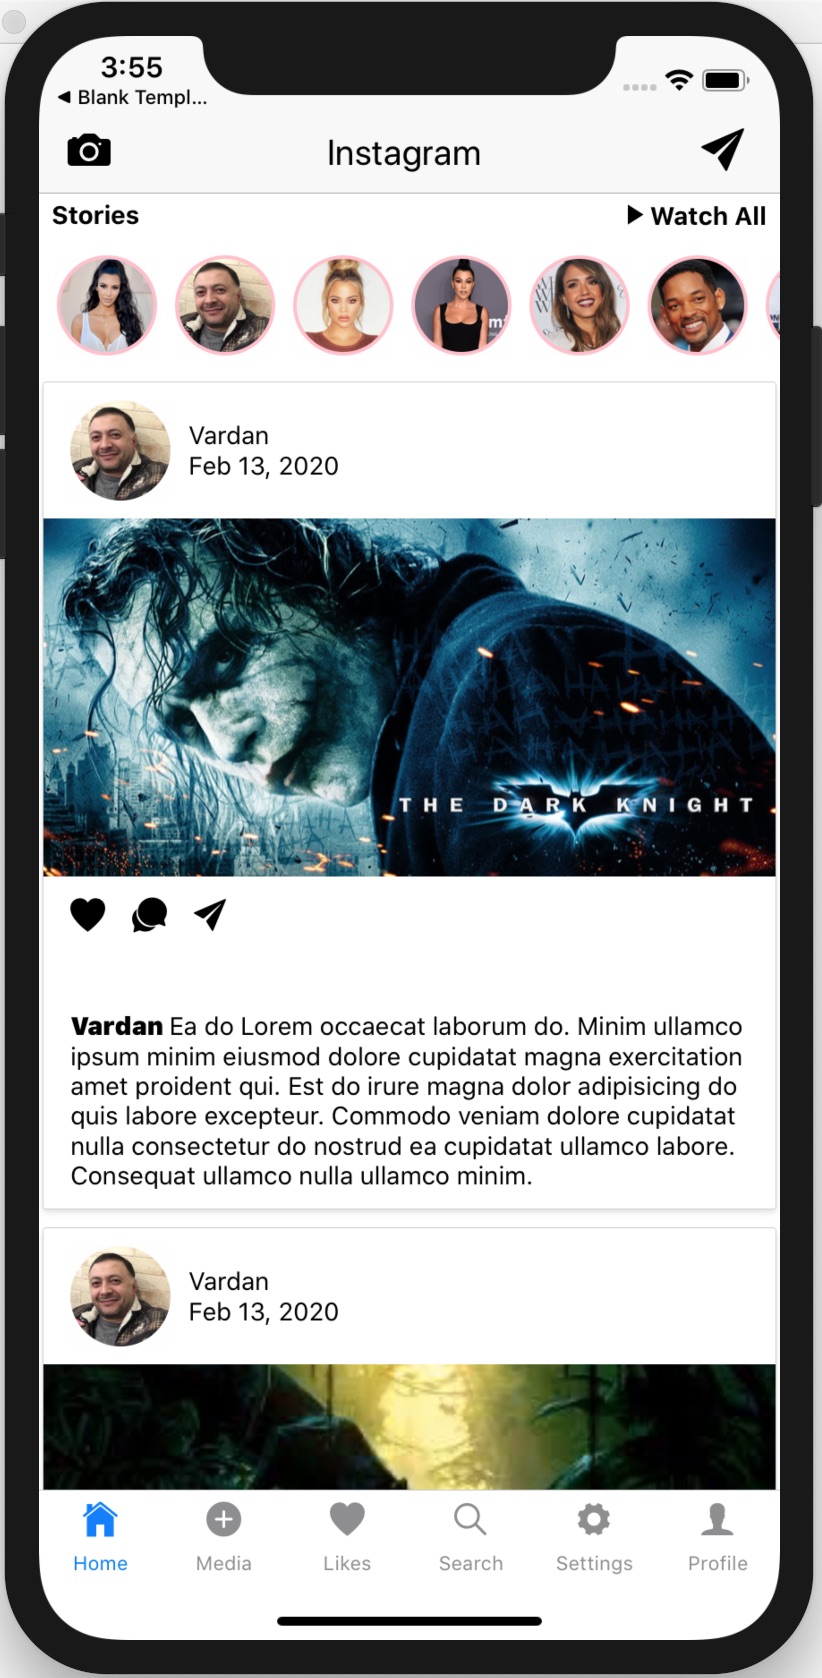 3:55
◀ Blank Templ...
Instagram
Stories
▶ Watch All
Vardan
Feb 13, 2020
HAHAHAHAHA
THE DARK KNIGHT
Vardan Ea do Lorem occaecat laborum do. Minim ullamco
ipsum minim eiusmod dolore cupidatat magna exercitation
amet proident qui. Est do irure magna dolor adipisicing do
quis labore excepteur. Commodo veniam dolore cupidatat
nulla consectetur do nostrud ea cupidatat ullamco labore.
Consequat ullamco nulla ullamco minim.
Vardan
Feb 13, 2020
Home
Media
Likes
Search
Settings
Profile